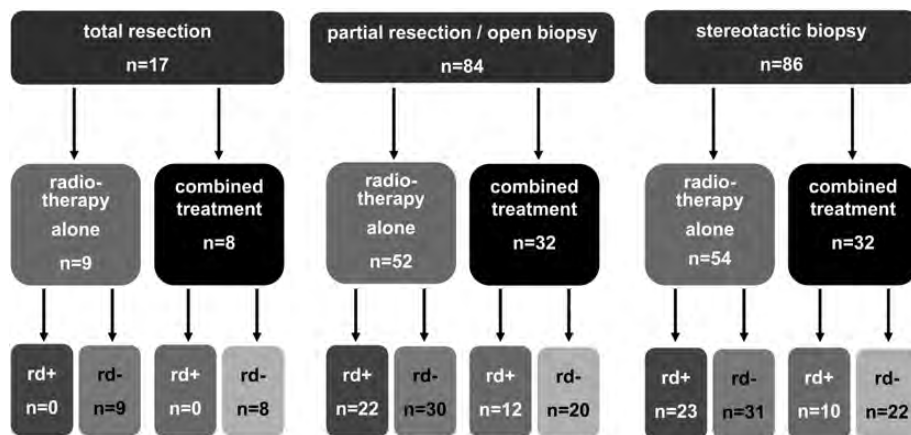 total resection
n=17
partial resection / open biopsy
n=84
stereotactic biopsy
n=86
radio-
therapy
alone
n=9
combined
treatment
n=8
radio-
therapy
alone
n=52
combined
treatment
n=32
radio-
therapy
alone
n=54
combined
treatment
n=32
rd+
n=0
rd-
n=9
rd+
n=0
rd-
n=8
rd+
n=22
rd-
n=30
rd+
n=12
rd-
n=20
rd+
n=23
rd-
n=31
rd+
n=10
rd-
n=22